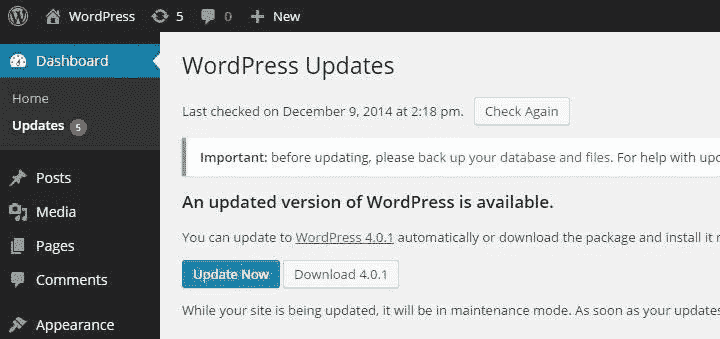 WordPress 5 0 + New
Dashboard
Home
Updates 5
Posts
Media
Pages
Comments
Appearance
WordPress Updates
Last checked on December 9, 2014 at 2:18 pm. Check Again
Important: before updating, please back up your database and files. For help with
An updated version of WordPress is available.
You can update to WordPress 4.0.1 automatically or download the package and install it
Update Now Download 4.0.1
While your site is being updated, it will be in maintenance mode. As soon as your updates